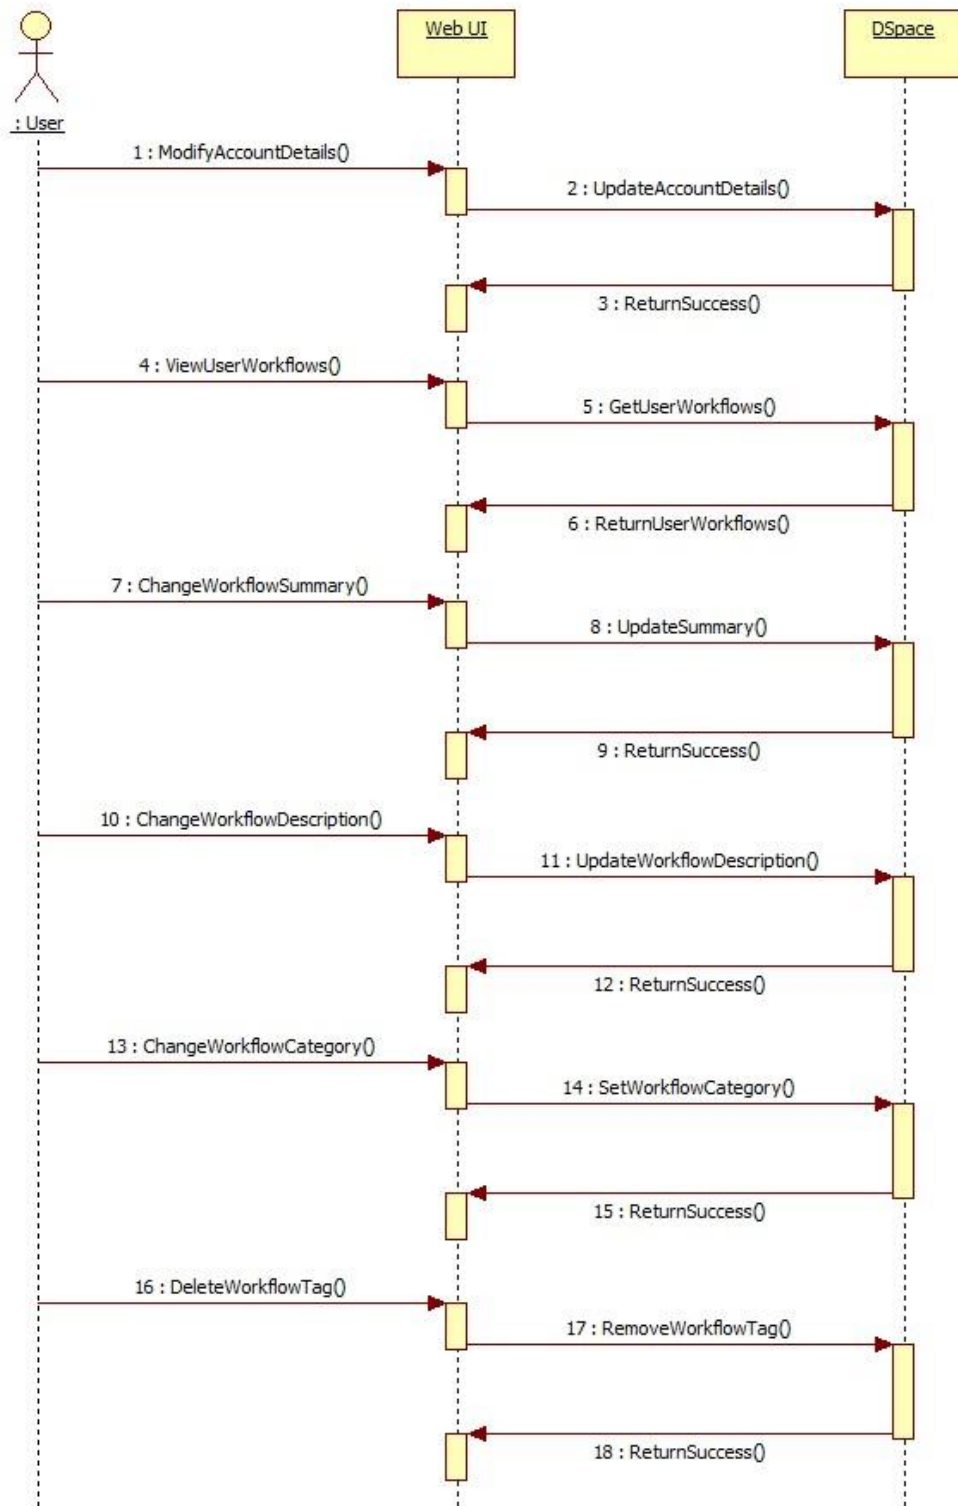 Web UI
DSpace
: User
1 : ModifyAccountDetails()
2 : UpdateAccountDetails()
3 : ReturnSuccess()
4 : ViewUserWorkflows()
5 : GetUserWorkflows()
6 : ReturnUserWorkflows()
7 : ChangeWorkflowSummary()
8 : UpdateSummary()
9 : ReturnSuccess()
10 : ChangeWorkflowDescription()
11 : UpdateWorkflowDescription()
12 : ReturnSuccess()
13 : ChangeWorkflowCategory()
14 : SetWorkflowCategory()
15 : ReturnSuccess()
16 : DeleteWorkflowTag()
17 : RemoveWorkflowTag()
18 : ReturnSuccess()